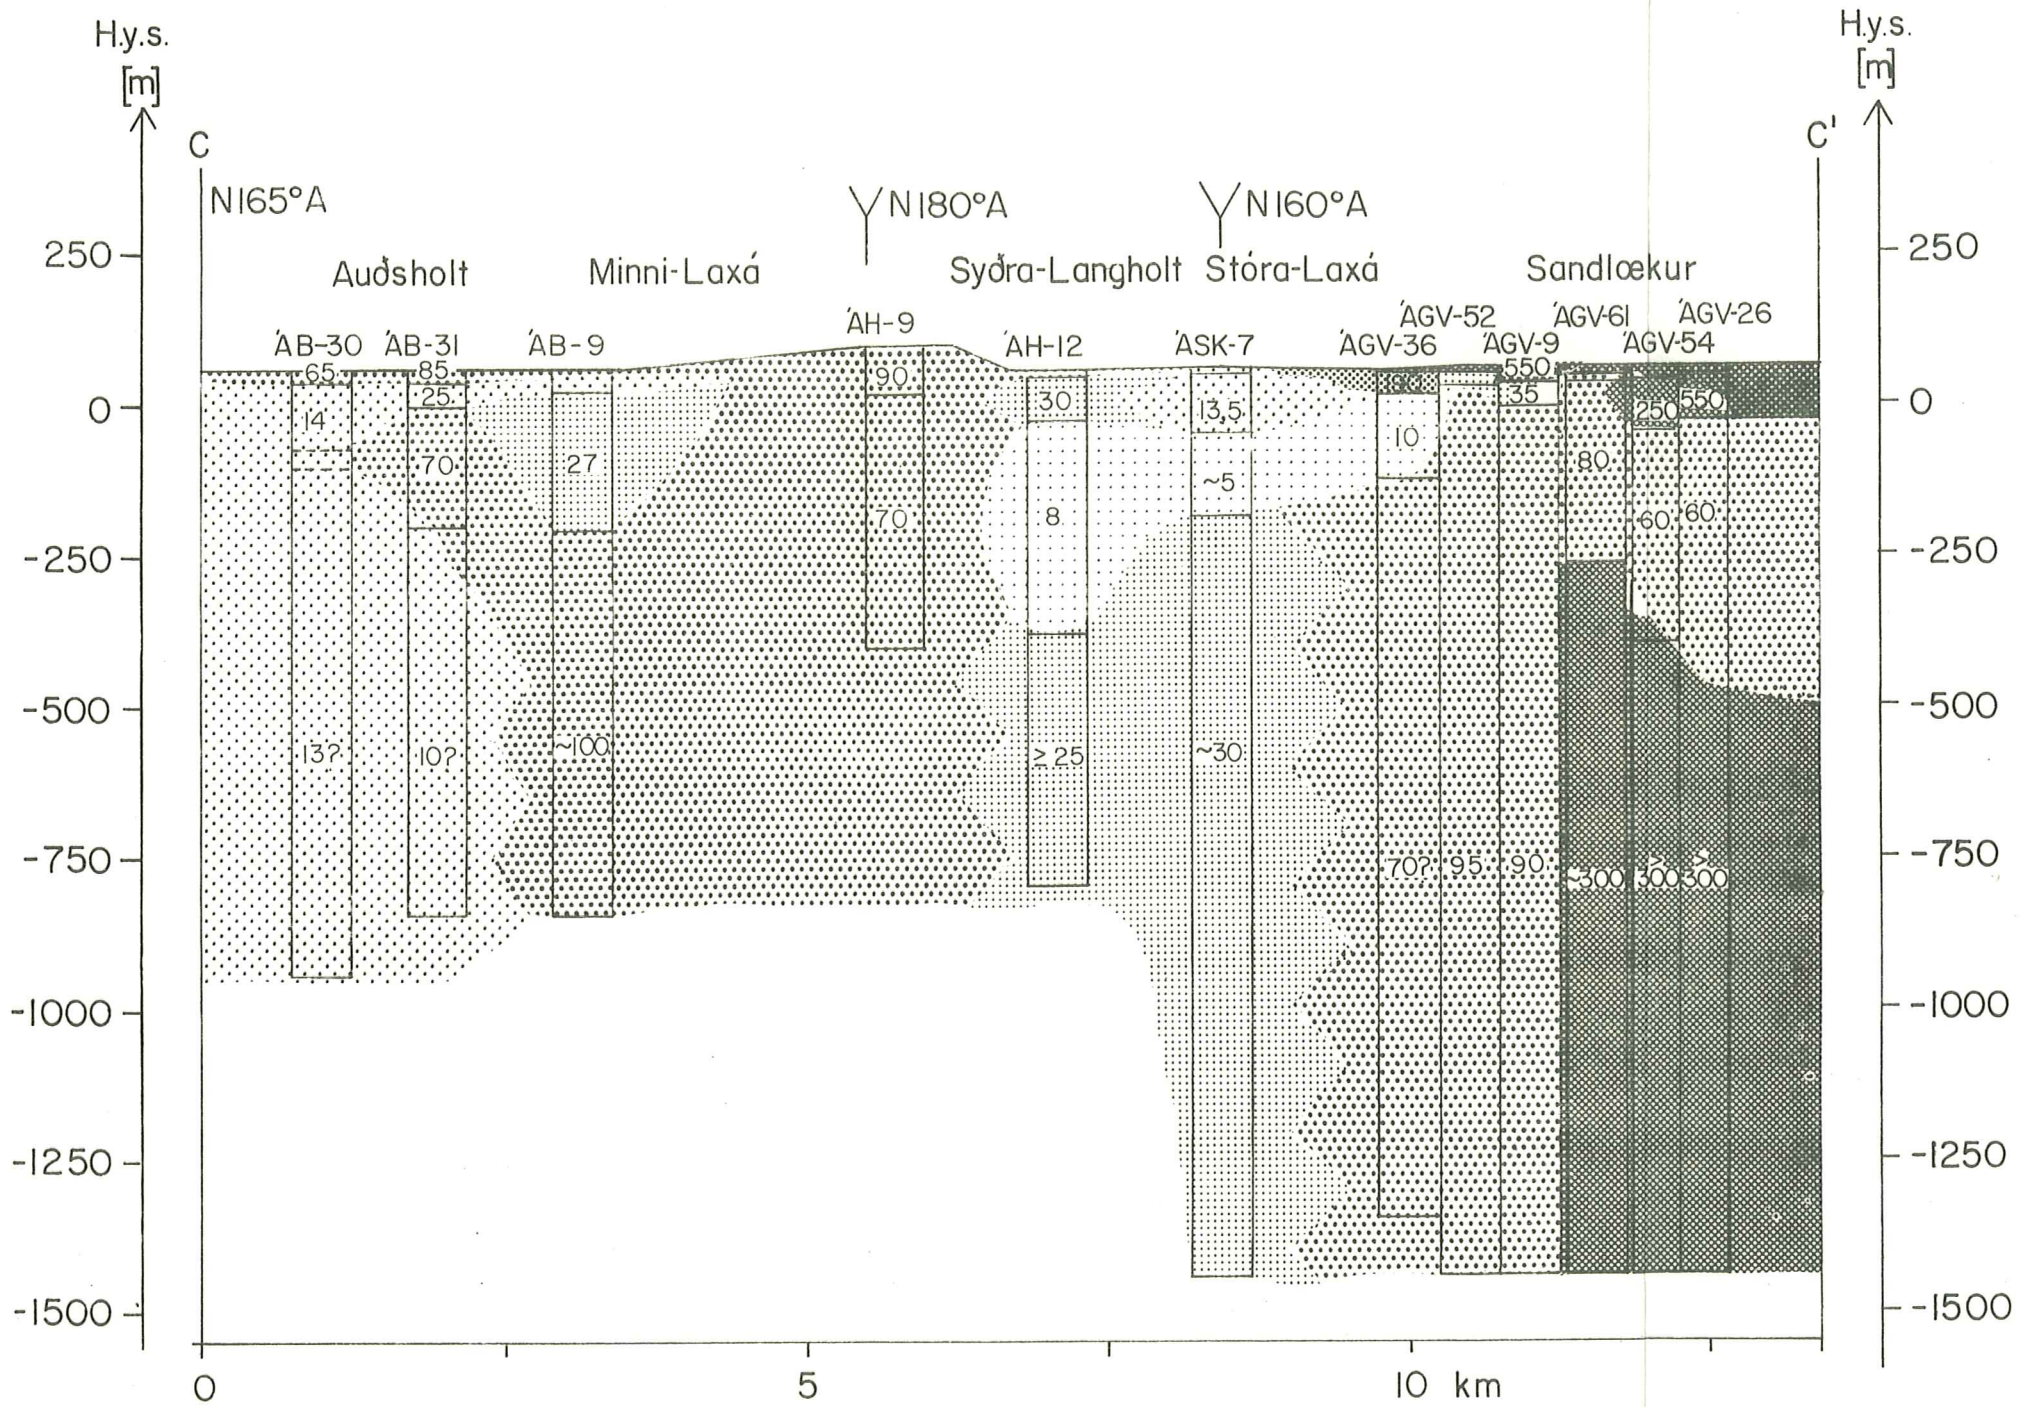 H.y.s. H.y.s.
[m] [m]
C C'
N165°A N180°A N160°A
250 250
Auðsholt Minni-Laxá Syðra-Langholt Stóra-Laxá Sandlækur
ÁGV-52 ÁGV-61 ÁGV-26
ÁB-30 ÁB-31 ÁB-9 ÁH-9 ÁH-12 ÁSK-7 ÁGV-36 ÁGV-9 ÁGV-54
65 85 90 550
25 30 13,5 35 250 550
0 0
14 10
70 27 ~5 80
70 8 60 60
-250 -250
-500 -500
13? 10? ~100 ≥25 ~30
-750 -750
70? 95 90 ~300 >300 >300
-1000 -1000
-1250 -1250
-1500 -1500
0 5 10 km